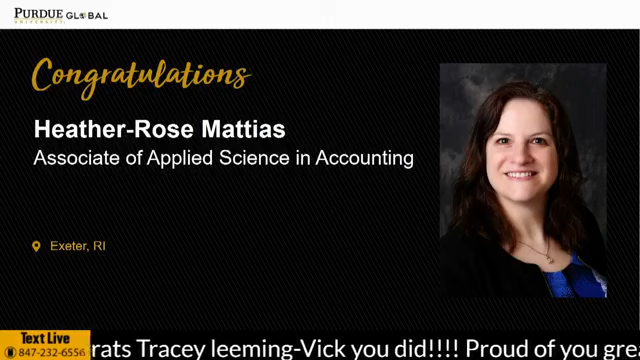 PURDUE GLOBAL
UNIVERSITY
Congratulations
Heather-Rose Mattias
Associate of Applied Science in Accounting
Exeter, RI
Text Live
847-232-6556
rats Tracey leeming-Vick you did!!!! Proud of you gre